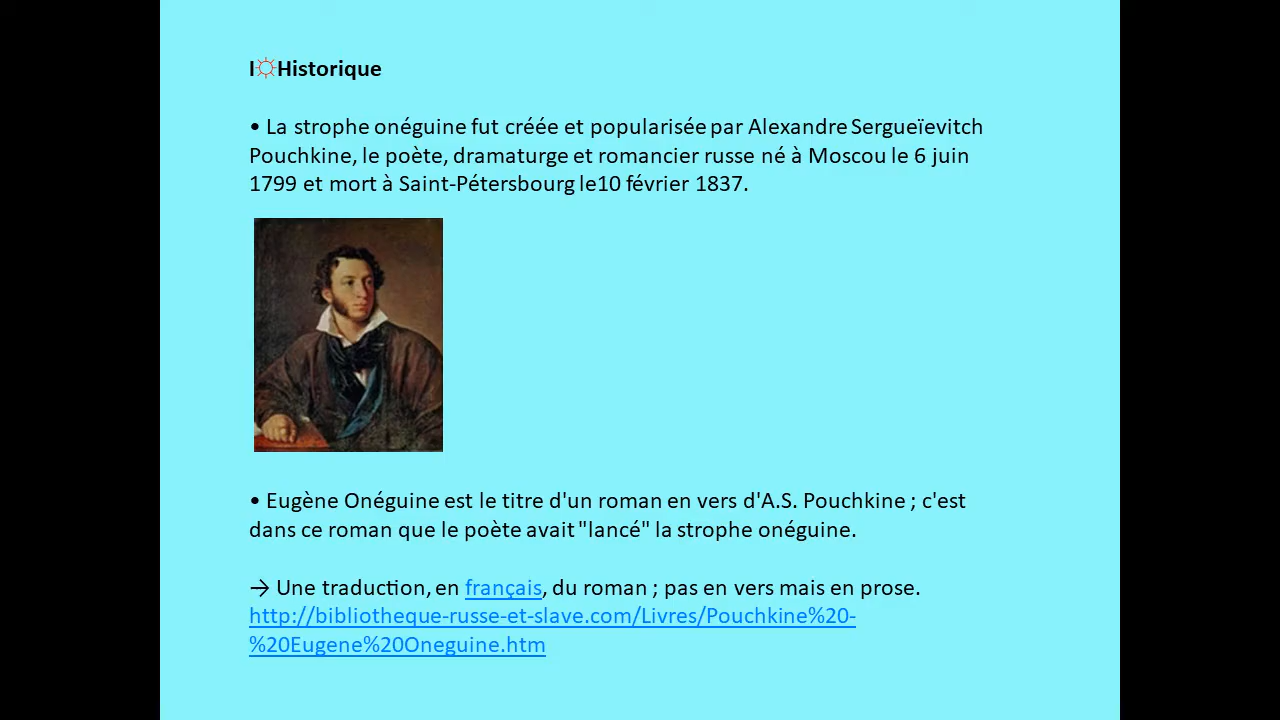 I☼Historique
• La strophe onéguine fut créée et popularisée par Alexandre Sergueïevitch
Pouchkine, le poète, dramaturge et romancier russe né à Moscou le 6 juin
1799 et mort à Saint-Pétersbourg le10 février 1837.
• Eugène Onéguine est le titre d'un roman en vers d'A.S. Pouchkine ; c'est
dans ce roman que le poète avait "lancé" la strophe onéguine.
→ Une traduction, en français, du roman ; pas en vers mais en prose.
http://bibliotheque-russe-et-slave.com/Livres/Pouchkine%20-
%20Eugene%20Oneguine.htm